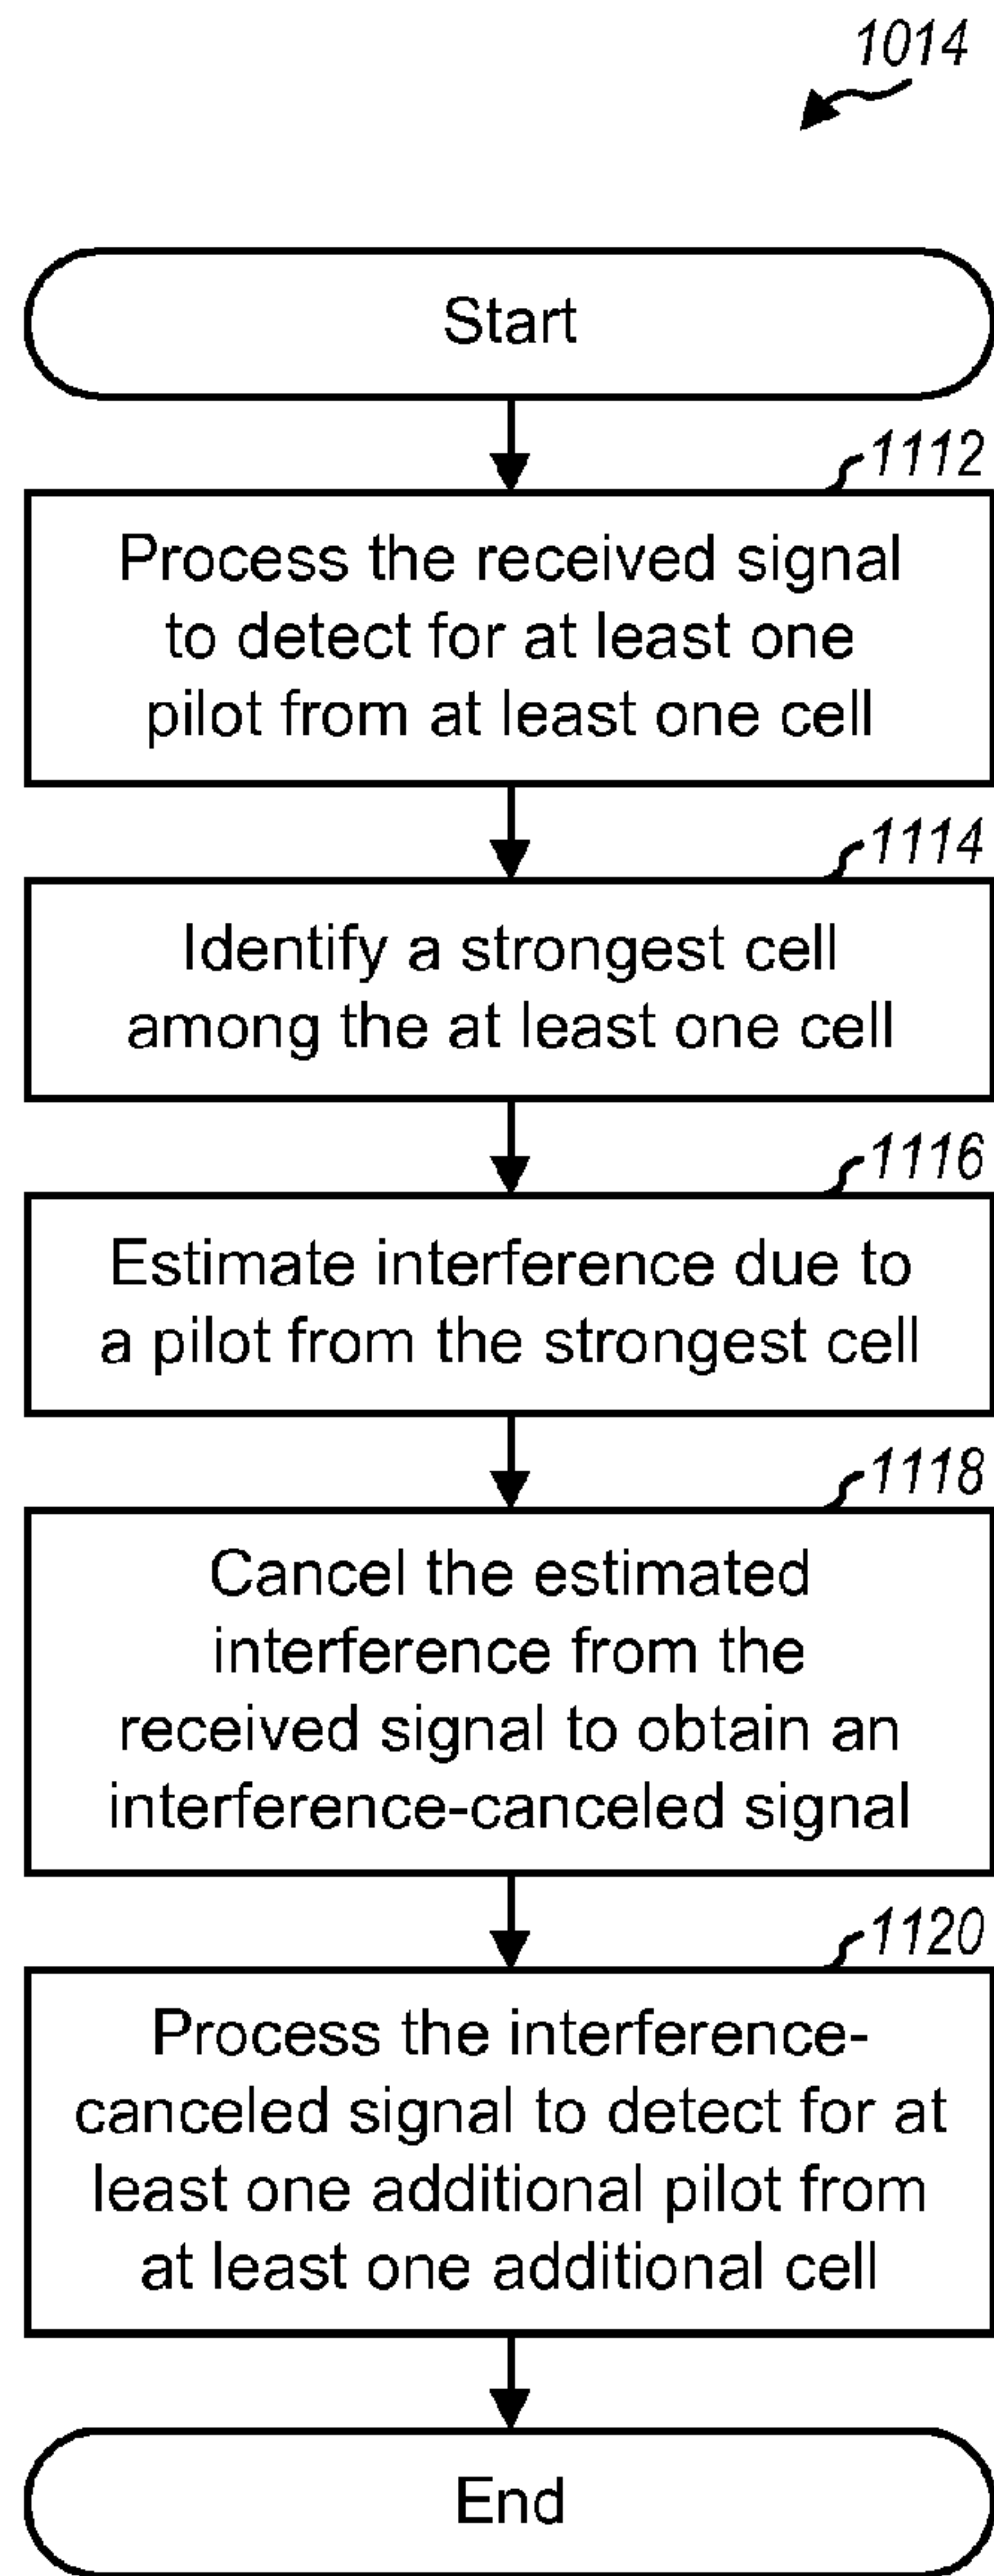 1014
Start
1112
Process the received signal
to detect for at least one
pilot from at least one cell
1114
Identify a strongest cell
among the at least one cell
1116
Estimate interference due to
a pilot from the strongest cell
1118
Cancel the estimated
interference from the
received signal to obtain an
interference-canceled signal
1120
Process the interference-
canceled signal to detect for at
least one additional pilot from
at least one additional cell
End